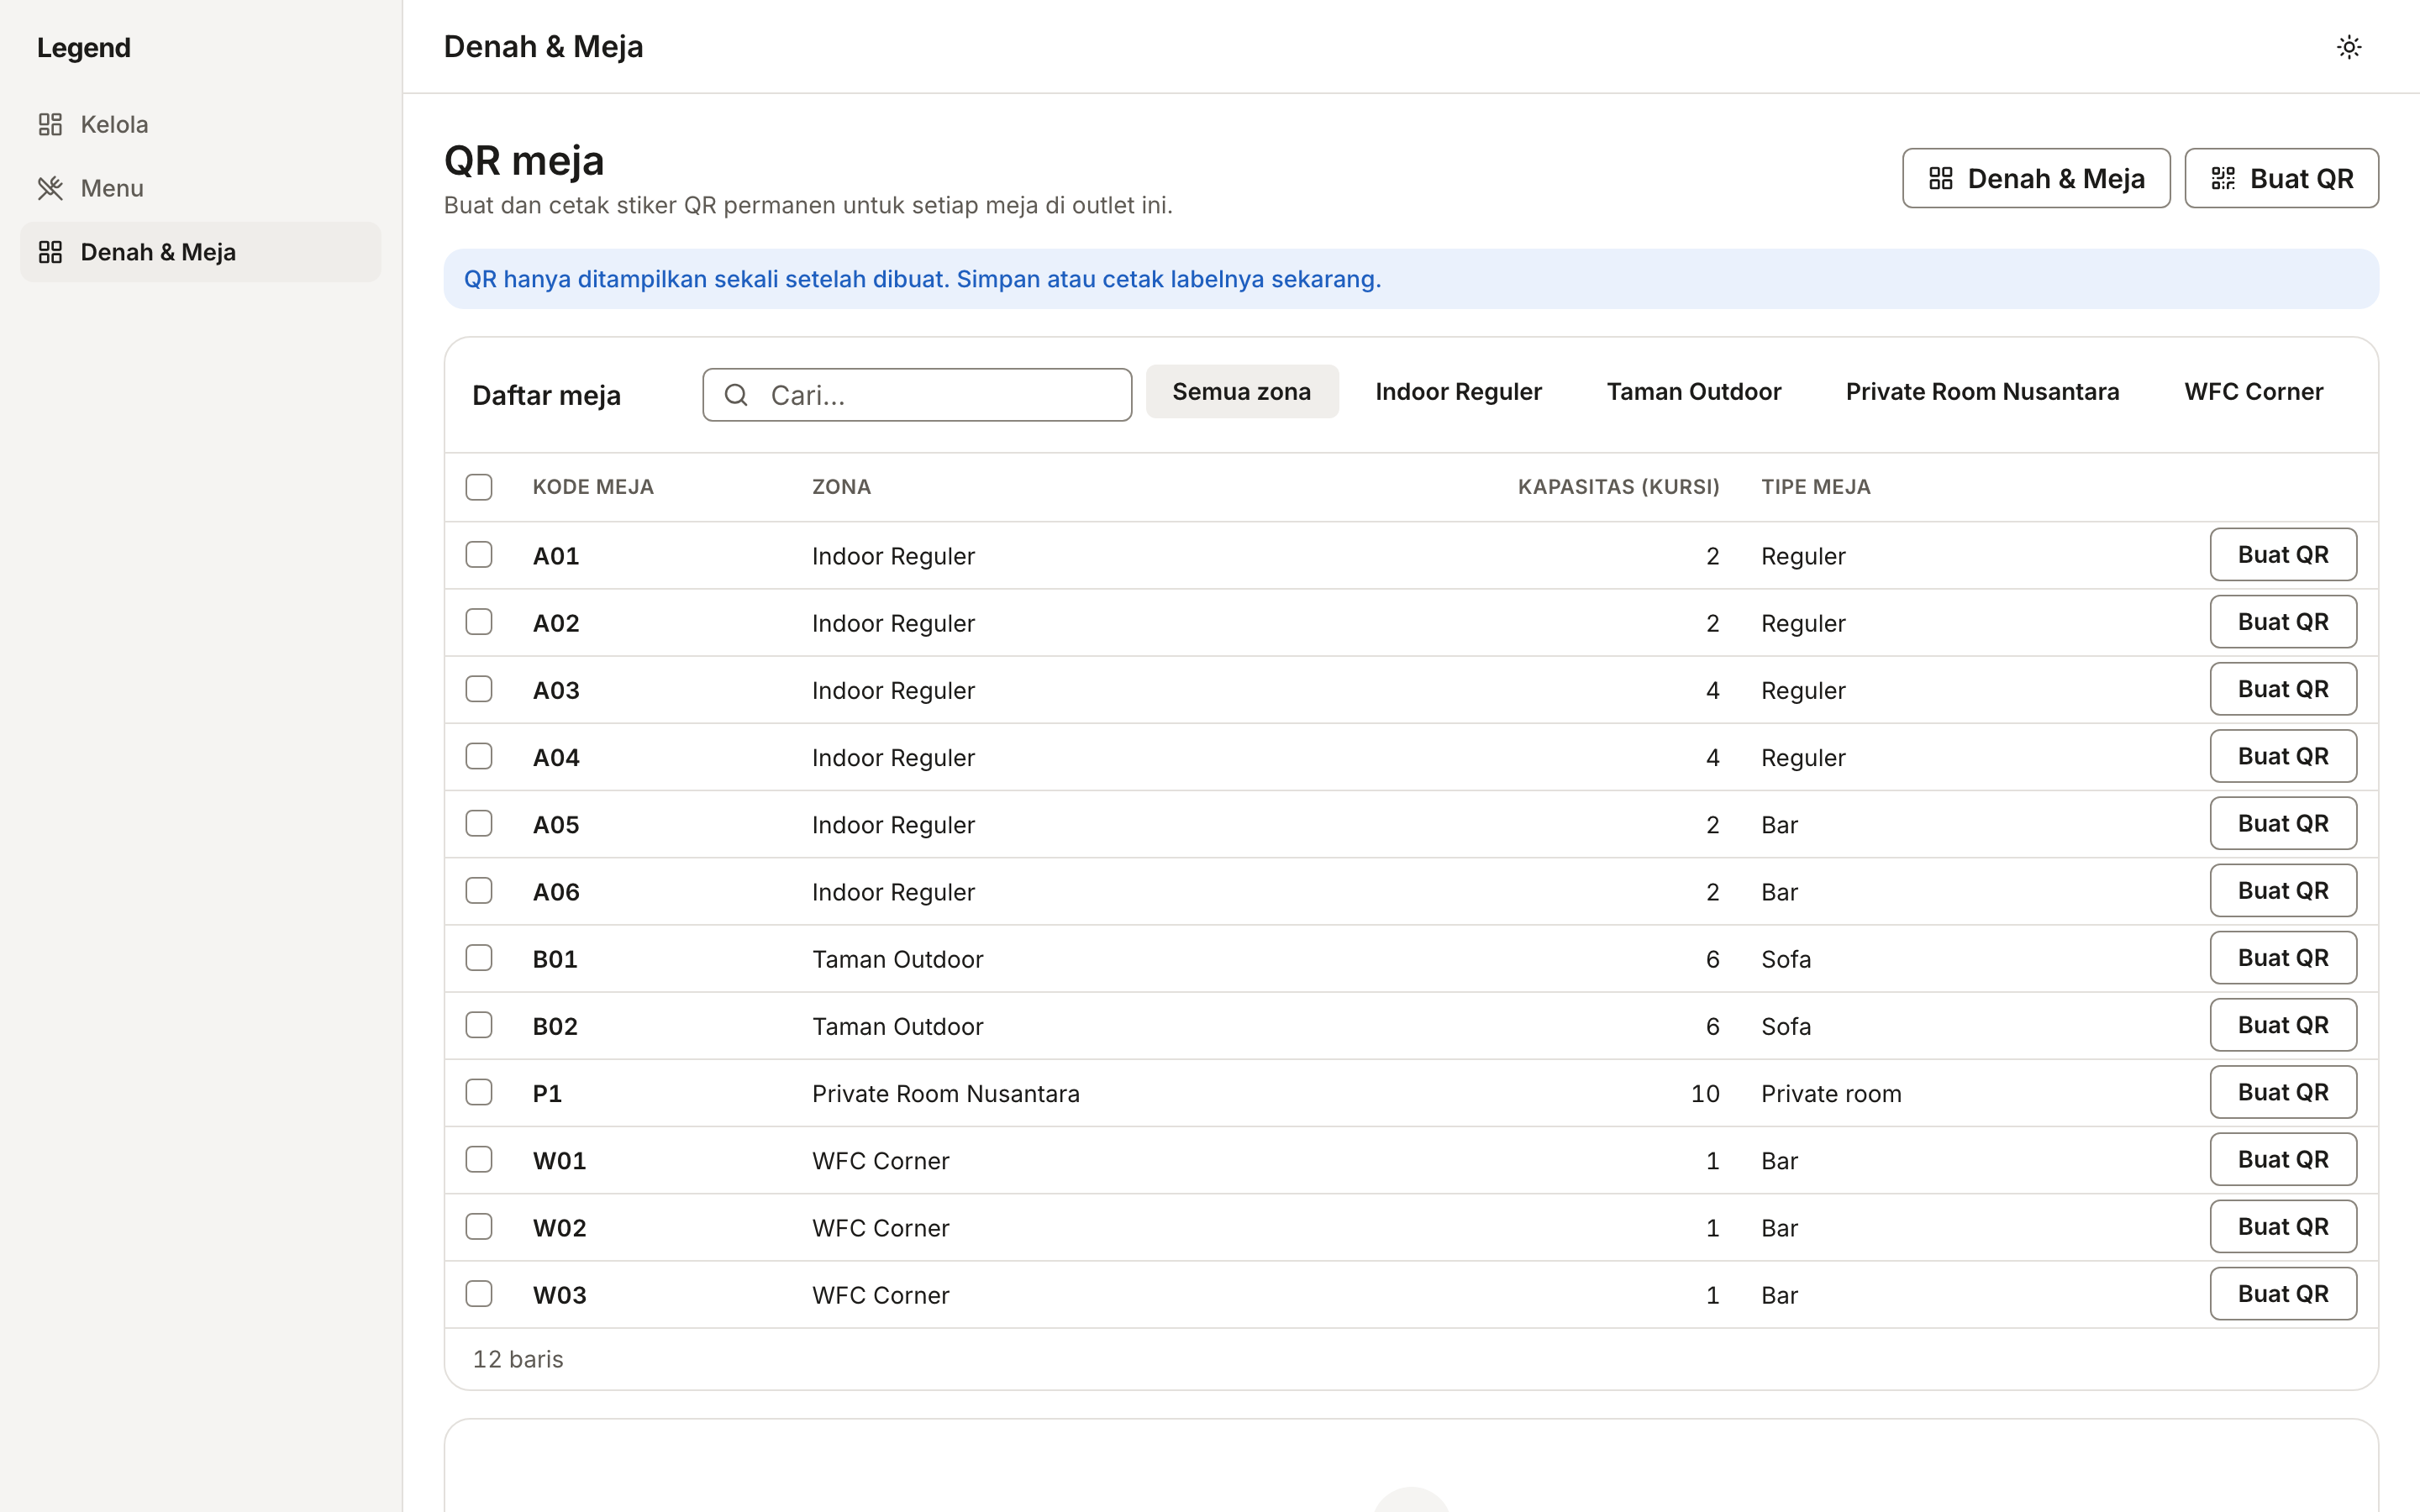 Legend
Kelola
Menu
Denah & Meja
Denah & Meja
QR meja
Buat dan cetak stiker QR permanen untuk setiap meja di outlet ini.
Denah & Meja
Buat QR
QR hanya ditampilkan sekali setelah dibuat. Simpan atau cetak labelnya sekarang.
Daftar meja Cari... Semua zona Indoor Reguler Taman Outdoor Private Room Nusantara WFC Corner
KODE MEJA ZONA KAPASITAS (KURSI) TIPE MEJA
A01 Indoor Reguler 2 Reguler Buat QR
A02 Indoor Reguler 2 Reguler Buat QR
A03 Indoor Reguler 4 Reguler Buat QR
A04 Indoor Reguler 4 Reguler Buat QR
A05 Indoor Reguler 2 Bar Buat QR
A06 Indoor Reguler 2 Bar Buat QR
B01 Taman Outdoor 6 Sofa Buat QR
B02 Taman Outdoor 6 Sofa Buat QR
P1 Private Room Nusantara 10 Private room Buat QR
W01 WFC Corner 1 Bar Buat QR
W02 WFC Corner 1 Bar Buat QR
W03 WFC Corner 1 Bar Buat QR
12 baris